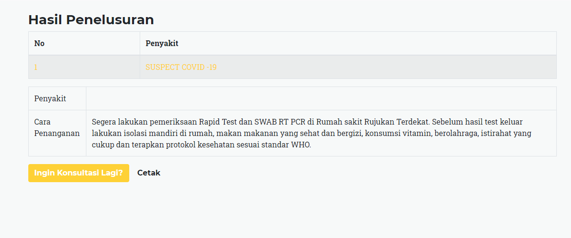 Hasil Penelusuran
No Penyakit
1 SUSPECT COVID -19
Penyakit
Cara Penanganan
Segera lakukan pemeriksaan Rapid Test dan SWAB RT PCR di Rumah sakit Rujukan Terdekat. Sebelum hasil test keluar
lakukan isolasi mandiri di rumah, makan makanan yang sehat dan bergizi, konsumsi vitamin, berolahraga, istirahat yang
cukup dan terapkan protokol kesehatan sesuai standar WHO.
Ingin Konsultasi Lagi? Cetak